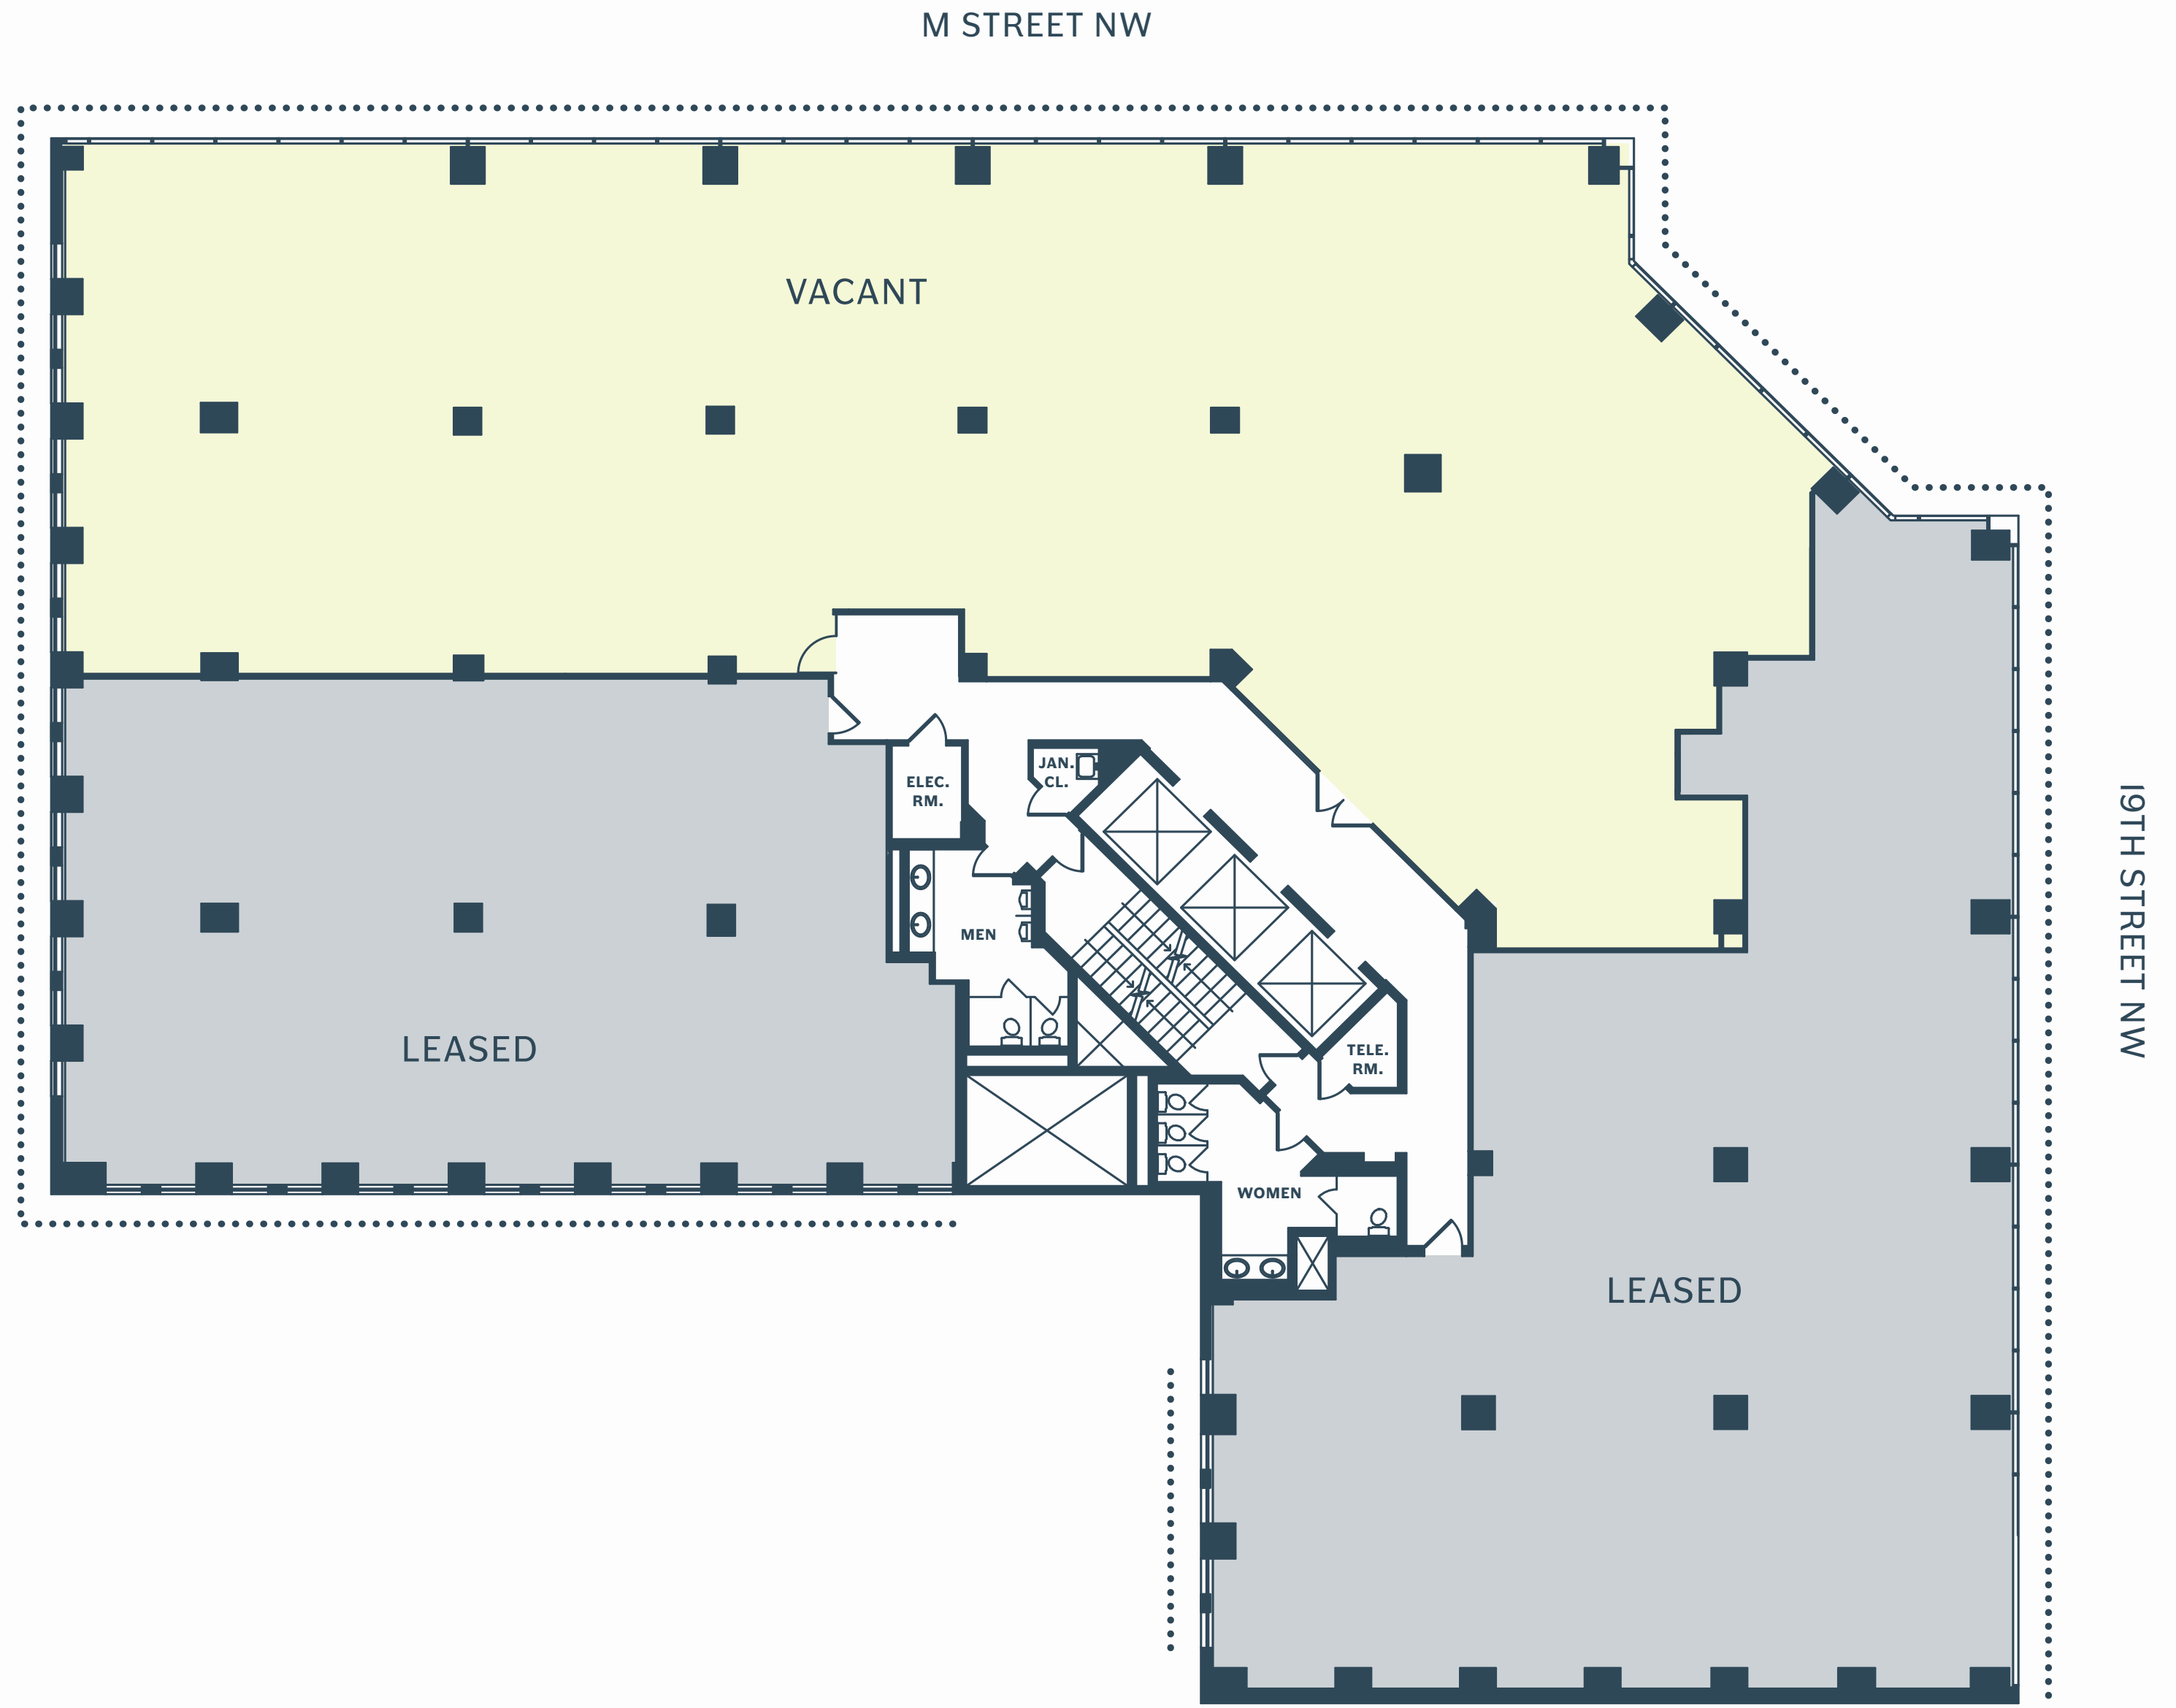 M STREET NW
VACANT
19TH STREET NW
JAN.
CL.
ELEC.
RM.
MEN
LEASED
TELE.
RM.
WOMEN
LEASED